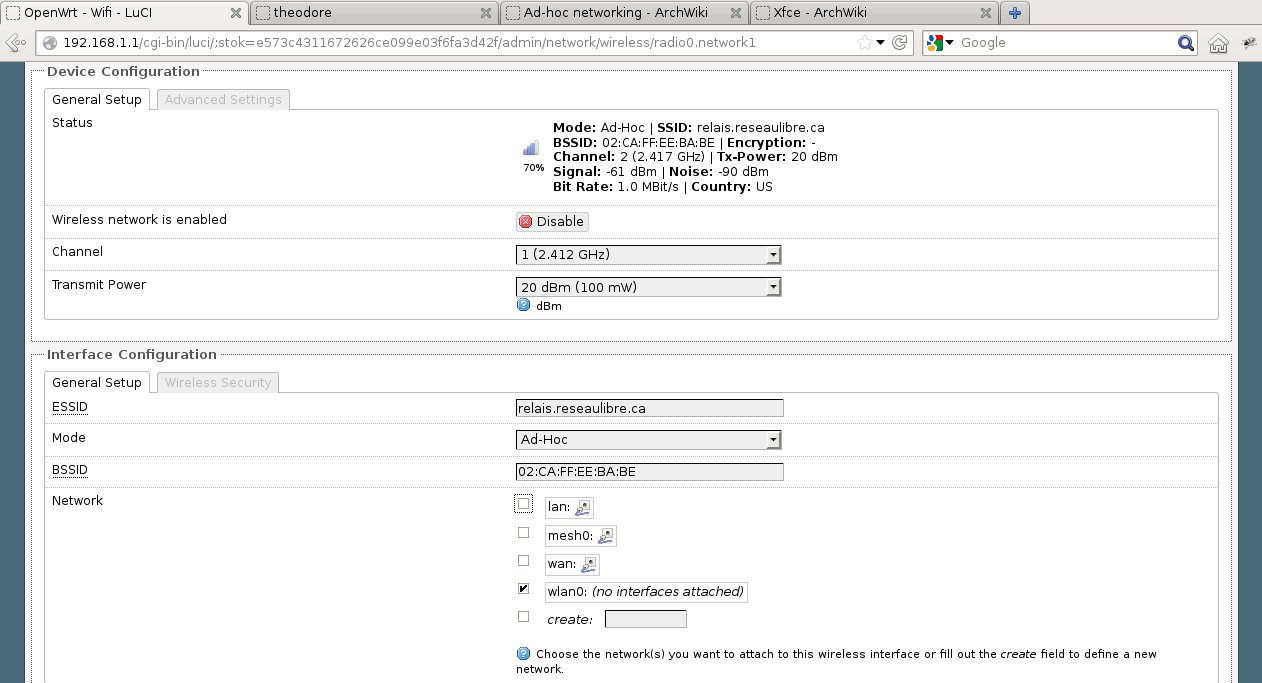 OpenWrt - Wifi - LuCI
theodore
Ad-hoc networking - ArchWiki
Xfce - ArchWiki
192.168.1.1/cgi-bin/luci/;stok=e573c4311672626ce099e03f6fa3d42f/admin/network/wireless/radio0.network1
Google
Device Configuration
General Setup
Advanced Settings
Status
70%
Mode: Ad-Hoc | SSID: relais.reseaulibre.ca
BSSID: 02:CA:FF:EE:BA:BE | Encryption: -
Channel: 2 (2.417 GHz) | Tx-Power: 20 dBm
Signal: -61 dBm | Noise: -90 dBm
Bit Rate: 1.0 MBit/s | Country: US
Wireless network is enabled
Disable
Channel
1 (2.412 GHz)
Transmit Power
20 dBm (100 mW)
dBm
Interface Configuration
General Setup
Wireless Security
ESSID
relais.reseaulibre.ca
Mode
Ad-Hoc
BSSID
02:CA:FF:EE:BA:BE
Network
lan:
mesh0:
wan:
wlan0: (no interfaces attached)
create:
Choose the network(s) you want to attach to this wireless interface or fill out the create field to define a new
network.